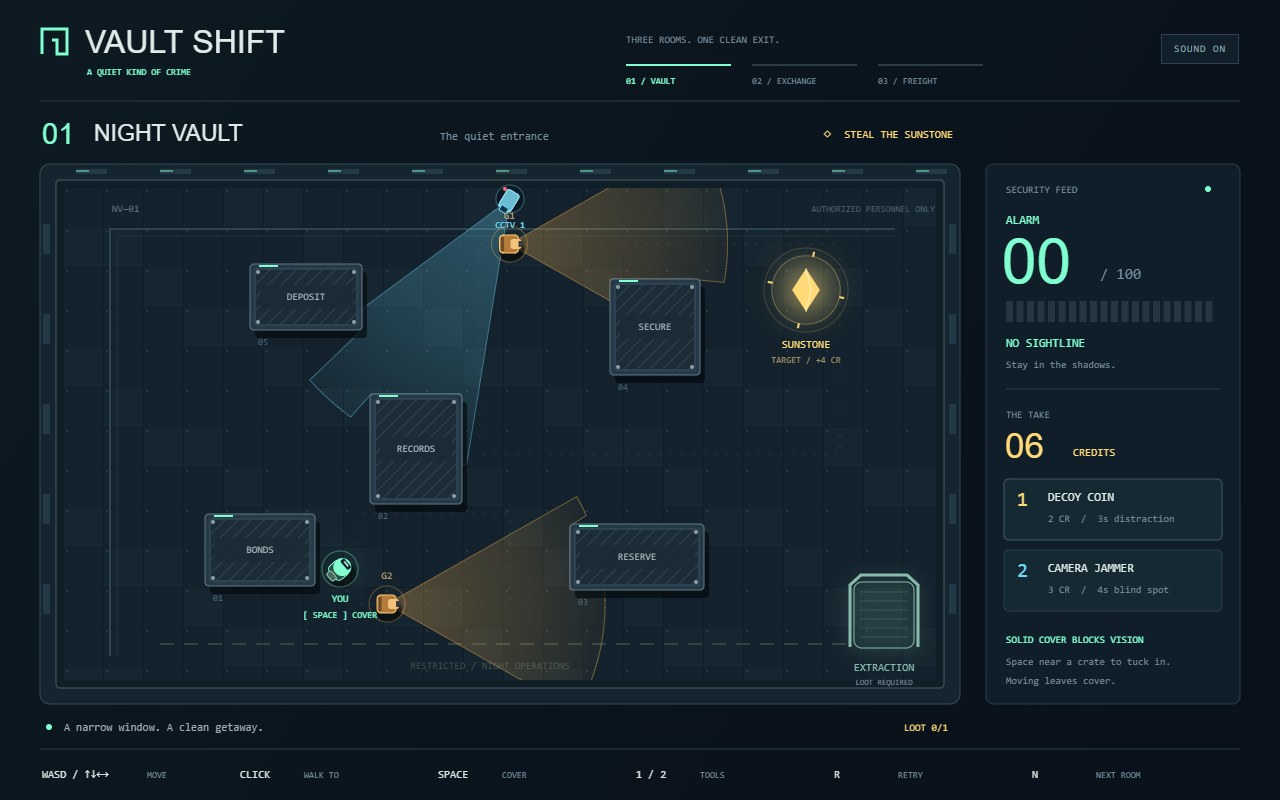 VAULT SHIFT
A QUIET KIND OF CRIME
THREE ROOMS. ONE CLEAN EXIT.
01 / VAULT
02 / EXCHANGE
03 / FREIGHT
SOUND ON
01 NIGHT VAULT
The quiet entrance
◇ STEAL THE SUNSTONE
NV—01
AUTHORIZED PERSONNEL ONLY
G1
CCTV 1
DEPOSIT
05
SECURE
04
SUNSTONE
TARGET / +4 CR
RECORDS
02
BONDS
01
YOU
[ SPACE ] COVER
G2
RESERVE
03
RESTRICTED / NIGHT OPERATIONS
EXTRACTION
LOOT REQUIRED
SECURITY FEED
ALARM
00 / 100
NO SIGHTLINE
Stay in the shadows.
THE TAKE
06 CREDITS
1 DECOY COIN
2 CR / 3s distraction
2 CAMERA JAMMER
3 CR / 4s blind spot
SOLID COVER BLOCKS VISION
Space near a crate to tuck in.
Moving leaves cover.
A narrow window. A clean getaway.
LOOT 0/1
WASD / ↑↓←→ MOVE
CLICK WALK TO
SPACE COVER
1 / 2 TOOLS
R RETRY
N NEXT ROOM